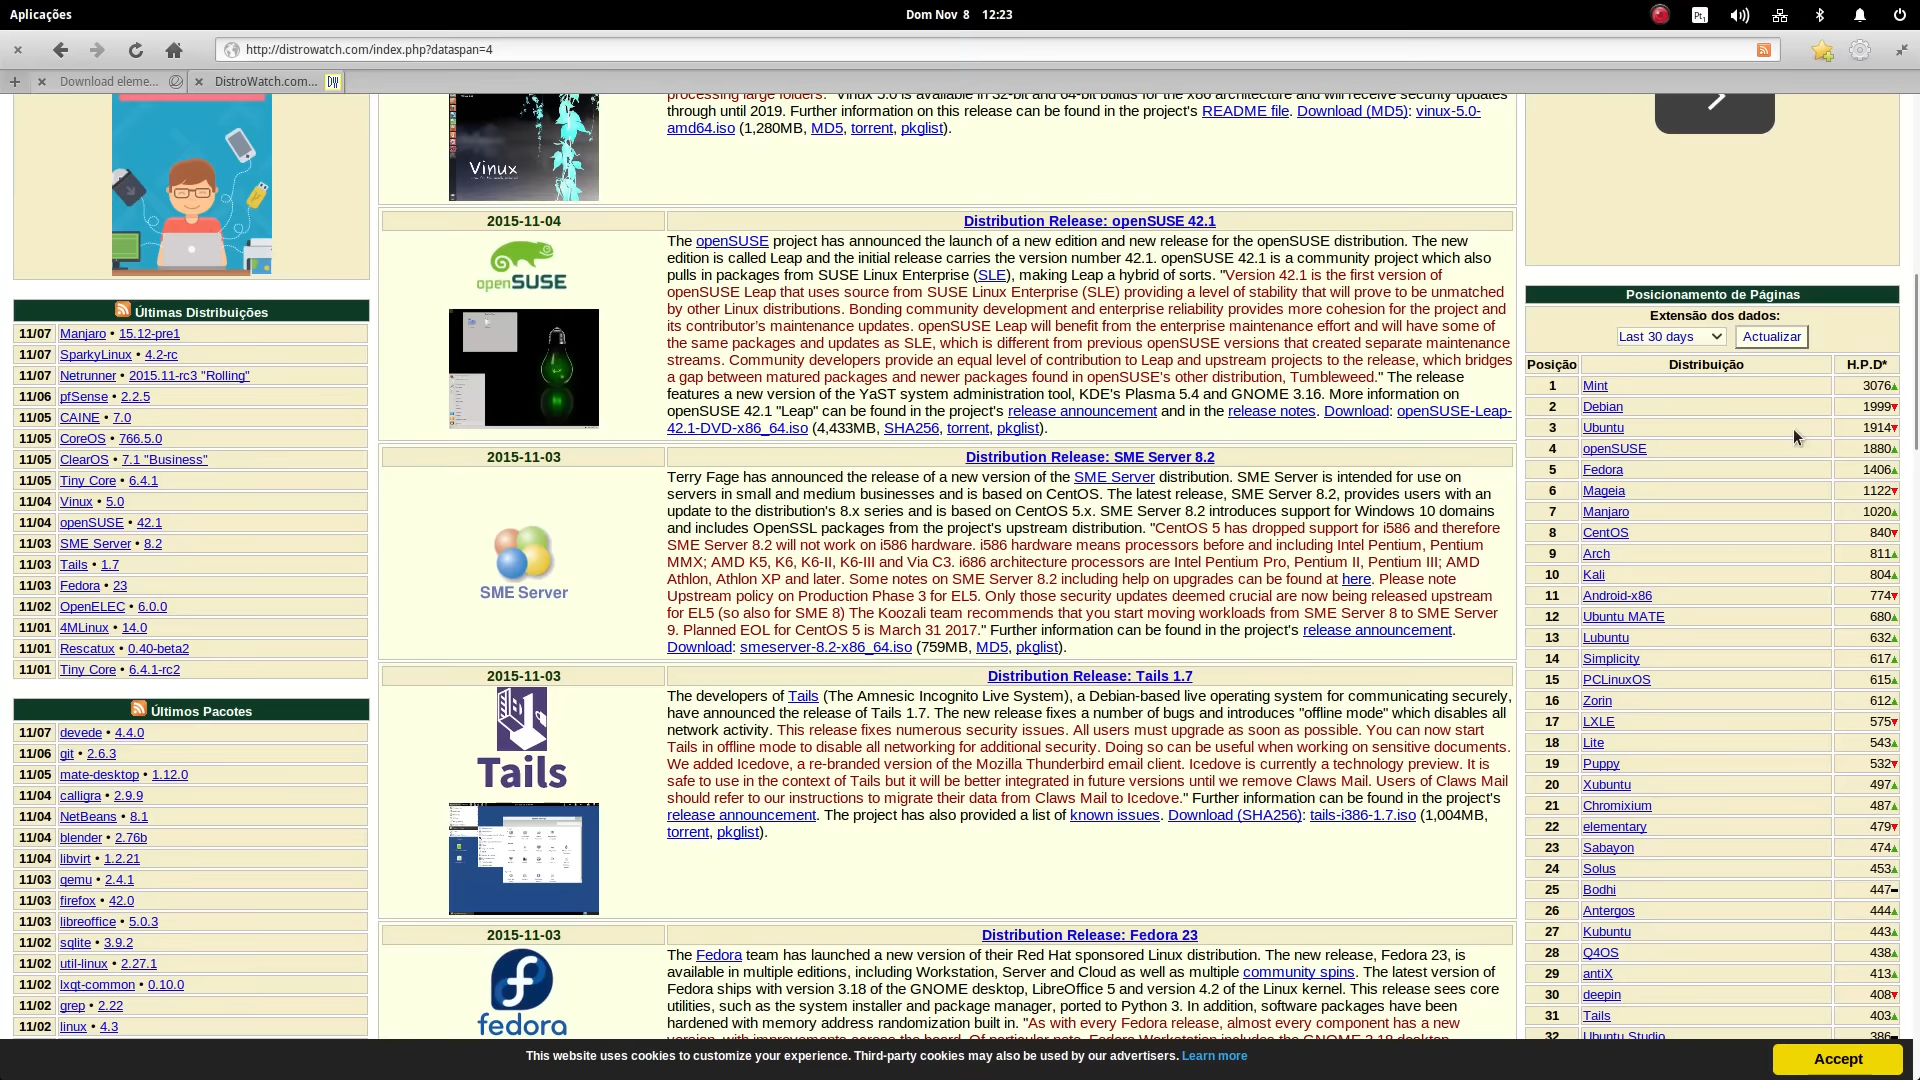 Aplicações
Dom Nov 8 12:23
Pt₁
http://distrowatch.com/index.php?dataspan=4
Download eleme...
DistroWatch.com...
DW
Últimas Distribuições
11/07 Manjaro • 15.12-pre1
11/07 SparkyLinux • 4.2-rc
11/07 Netrunner • 2015.11-rc3 "Rolling"
11/06 pfSense • 2.2.5
11/05 CAINE • 7.0
11/05 CoreOS • 766.5.0
11/05 ClearOS • 7.1 "Business"
11/05 Tiny Core • 6.4.1
11/04 Vinux • 5.0
11/04 openSUSE • 42.1
11/03 SME Server • 8.2
11/03 Tails • 1.7
11/03 Fedora • 23
11/02 OpenELEC • 6.0.0
11/01 4MLinux • 14.0
11/01 Rescatux • 0.40-beta2
11/01 Tiny Core • 6.4.1-rc2
Últimos Pacotes
11/07 devede • 4.4.0
11/06 git • 2.6.3
11/05 mate-desktop • 1.12.0
11/04 calligra • 2.9.9
11/04 NetBeans • 8.1
11/04 blender • 2.76b
11/04 libvirt • 1.2.21
11/03 qemu • 2.4.1
11/03 firefox • 42.0
11/03 libreoffice • 5.0.3
11/02 sqlite • 3.9.2
11/02 util-linux • 2.27.1
11/02 lxqt-common • 0.10.0
11/02 grep • 2.22
11/02 linux • 4.3
processing large folders." Vinux 5.0 is available in 32-bit and 64-bit builds for the x86 architecture and will receive security updates
through until 2019. Further information on this release can be found in the project's README file. Download (MD5): vinux-5.0-
amd64.iso (1,280MB, MD5, torrent, pkglist).
Vinux
2015-11-04
Distribution Release: openSUSE 42.1
openSUSE
The openSUSE project has announced the launch of a new edition and new release for the openSUSE distribution. The new
edition is called Leap and the initial release carries the version number 42.1. openSUSE 42.1 is a community project which also
pulls in packages from SUSE Linux Enterprise (SLE), making Leap a hybrid of sorts. "Version 42.1 is the first version of
openSUSE Leap that uses source from SUSE Linux Enterprise (SLE) providing a level of stability that will prove to be unmatched
by other Linux distributions. Bonding community development and enterprise reliability provides more cohesion for the project and
its contributor's maintenance updates. openSUSE Leap will benefit from the enterprise maintenance effort and will have some of
the same packages and updates as SLE, which is different from previous openSUSE versions that created separate maintenance
streams. Community developers provide an equal level of contribution to Leap and upstream projects to the release, which bridges
a gap between matured packages and newer packages found in openSUSE's other distribution, Tumbleweed." The release
features a new version of the YaST system administration tool, KDE's Plasma 5.4 and GNOME 3.16. More information on
openSUSE 42.1 "Leap" can be found in the project's release announcement and in the release notes. Download: openSUSE-Leap-
42.1-DVD-x86_64.iso (4,433MB, SHA256, torrent, pkglist).
2015-11-03
Distribution Release: SME Server 8.2
SME Server
Terry Fage has announced the release of a new version of the SME Server distribution. SME Server is intended for use on
servers in small and medium businesses and is based on CentOS. The latest release, SME Server 8.2, provides users with an
update to the distribution's 8.x series and is based on CentOS 5.x. SME Server 8.2 introduces support for Windows 10 domains
and includes OpenSSL packages from the project's upstream distribution. "CentOS 5 has dropped support for i586 and therefore
SME Server 8.2 will not work on i586 hardware. i586 hardware means processors before and including Intel Pentium, Pentium
MMX; AMD K5, K6, K6-II, K6-III and Via C3. i686 architecture processors are Intel Pentium Pro, Pentium II, Pentium III; AMD
Athlon, Athlon XP and later. Some notes on SME Server 8.2 including help on upgrades can be found at here. Please note
Upstream policy on Production Phase 3 for EL5. Only those security updates deemed crucial are now being released upstream
for EL5 (so also for SME 8) The Koozali team recommends that you start moving workloads from SME Server 8 to SME Server
9. Planned EOL for CentOS 5 is March 31 2017." Further information can be found in the project's release announcement.
Download: smeserver-8.2-x86_64.iso (759MB, MD5, pkglist).
2015-11-03
Distribution Release: Tails 1.7
Tails
The developers of Tails (The Amnesic Incognito Live System), a Debian-based live operating system for communicating securely,
have announced the release of Tails 1.7. The new release fixes a number of bugs and introduces "offline mode" which disables all
network activity. This release fixes numerous security issues. All users must upgrade as soon as possible. You can now start
Tails in offline mode to disable all networking for additional security. Doing so can be useful when working on sensitive documents.
We added Icedove, a re-branded version of the Mozilla Thunderbird email client. Icedove is currently a technology preview. It is
safe to use in the context of Tails but it will be better integrated in future versions until we remove Claws Mail. Users of Claws Mail
should refer to our instructions to migrate their data from Claws Mail to Icedove." Further information can be found in the project's
release announcement. The project has also provided a list of known issues. Download (SHA256): tails-i386-1.7.iso (1,004MB,
torrent, pkglist).
2015-11-03
Distribution Release: Fedora 23
fedora
The Fedora team has launched a new version of their Red Hat sponsored Linux distribution. The new release, Fedora 23, is
available in multiple editions, including Workstation, Server and Cloud as well as multiple community spins. The latest version of
Fedora ships with version 3.18 of the GNOME desktop, LibreOffice 5 and version 4.2 of the Linux kernel. This release sees core
utilities, such as the system installer and package manager, ported to Python 3. In addition, software packages have been
hardened with memory address randomization built in. "As with every Fedora release, almost every component has a new
Posicionamento de Páginas
Extensão dos dados:
Last 30 days Actualizar
Posição Distribuição H.P.D*
1 Mint 3076
2 Debian 1999
3 Ubuntu 1914
4 openSUSE 1880
5 Fedora 1406
6 Mageia 1122
7 Manjaro 1020
8 CentOS 840
9 Arch 811
10 Kali 804
11 Android-x86 774
12 Ubuntu MATE 680
13 Lubuntu 632
14 Simplicity 617
15 PCLinuxOS 615
16 Zorin 612
17 LXLE 575
18 Lite 543
19 Puppy 532
20 Xubuntu 497
21 Chromixium 487
22 elementary 479
23 Sabayon 474
24 Solus 453
25 Bodhi 447
26 Antergos 444
27 Kubuntu 443
28 Q4OS 438
29 antiX 413
30 deepin 408
31 Tails 403
32 Ubuntu Studio 386
This website uses cookies to customize your experience. Third-party cookies may also be used by our advertisers. Learn more
Accept